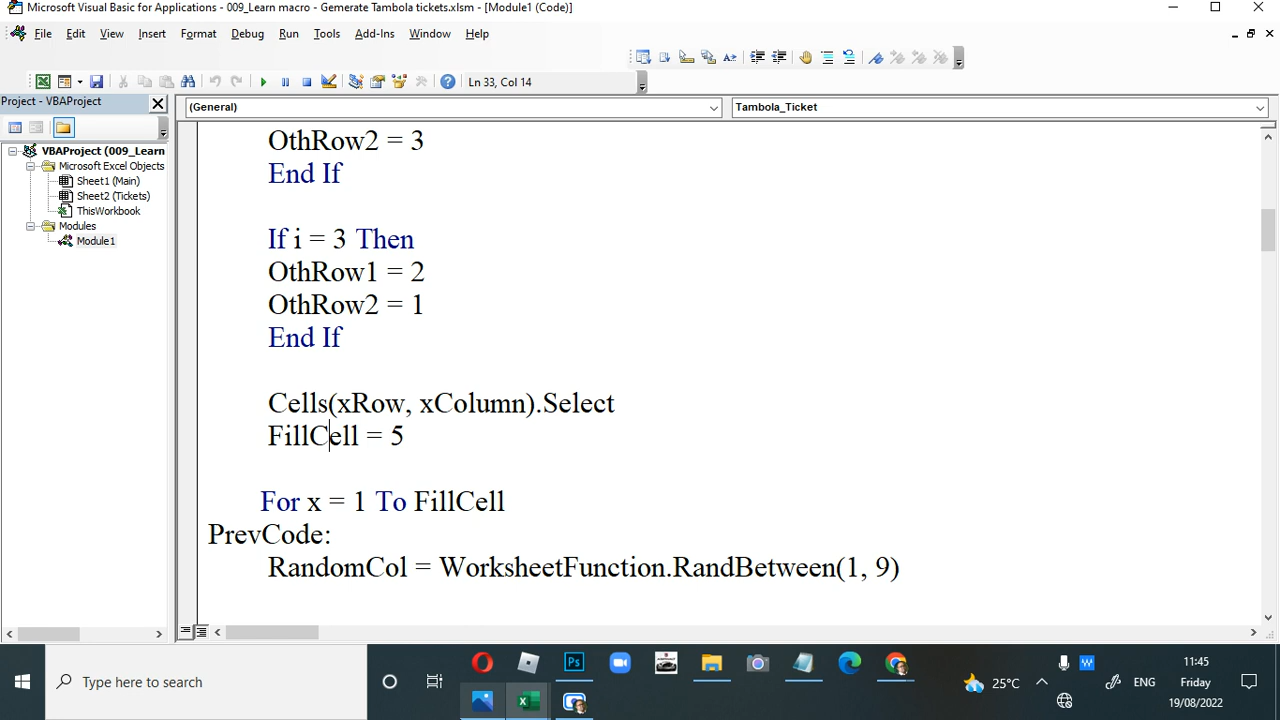 Microsoft Visual Basic for Applications - 009_Learn macro - Gemerate Tambola tickets.xlsm - [Module1 (Code)]
File Edit View Insert Format Debug Run Tools Add-Ins Window Help
Ln 33, Col 14
Project - VBAProject
(General)
Tambola_Ticket
VBAProject (009_Learn
Microsoft Excel Objects
Sheet1 (Main)
Sheet2 (Tickets)
ThisWorkbook
Modules
Module1
OthRow2 = 3
End If
If i = 3 Then
OthRow1 = 2
OthRow2 = 1
End If
Cells(xRow, xColumn).Select
FillCell = 5
For x = 1 To FillCell
PrevCode:
RandomCol = WorksheetFunction.RandBetween(1, 9)
Type here to search
Ps
W
25°C
ENG
11:45
Friday
19/08/2022